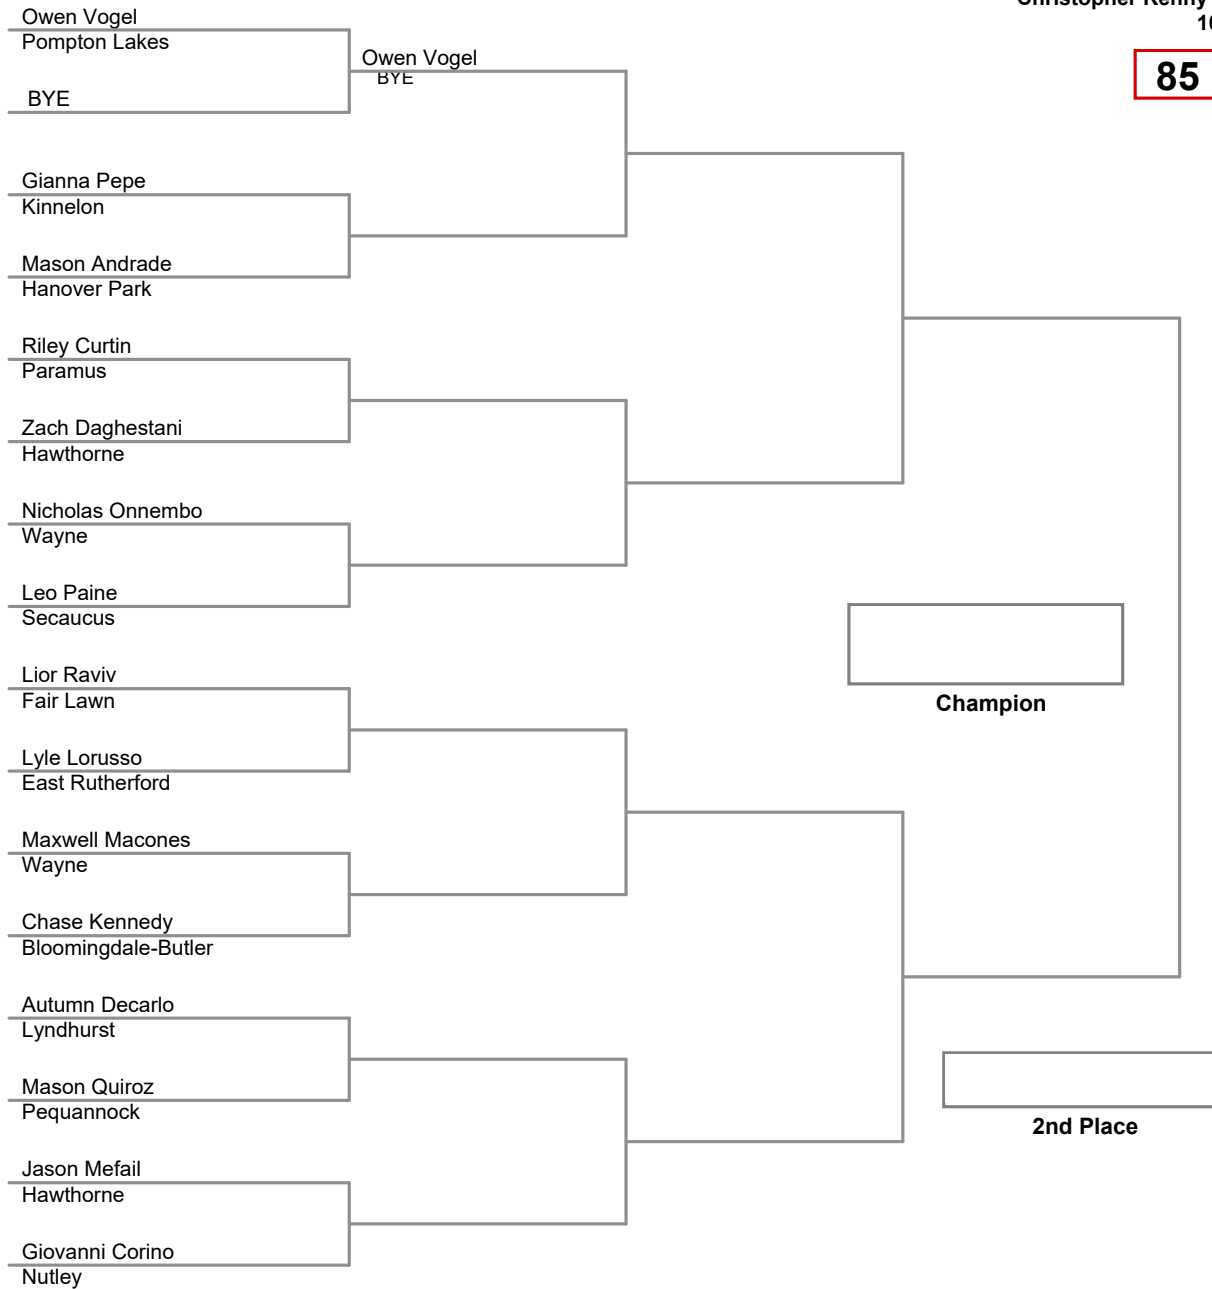 Christopher Kenny
10
85
Owen Vogel
Pompton Lakes
BYE
Owen Vogel
BYE
Gianna Pepe
Kinnelon
Mason Andrade
Hanover Park
Riley Curtin
Paramus
Zach Daghestani
Hawthorne
Nicholas Onnembo
Wayne
Leo Paine
Secaucus
Lior Raviv
Fair Lawn
Lyle Lorusso
East Rutherford
Maxwell Macones
Wayne
Chase Kennedy
Bloomingdale-Butler
Autumn Decarlo
Lyndhurst
Mason Quiroz
Pequannock
Jason Mefail
Hawthorne
Giovanni Corino
Nutley
Champion
2nd Place